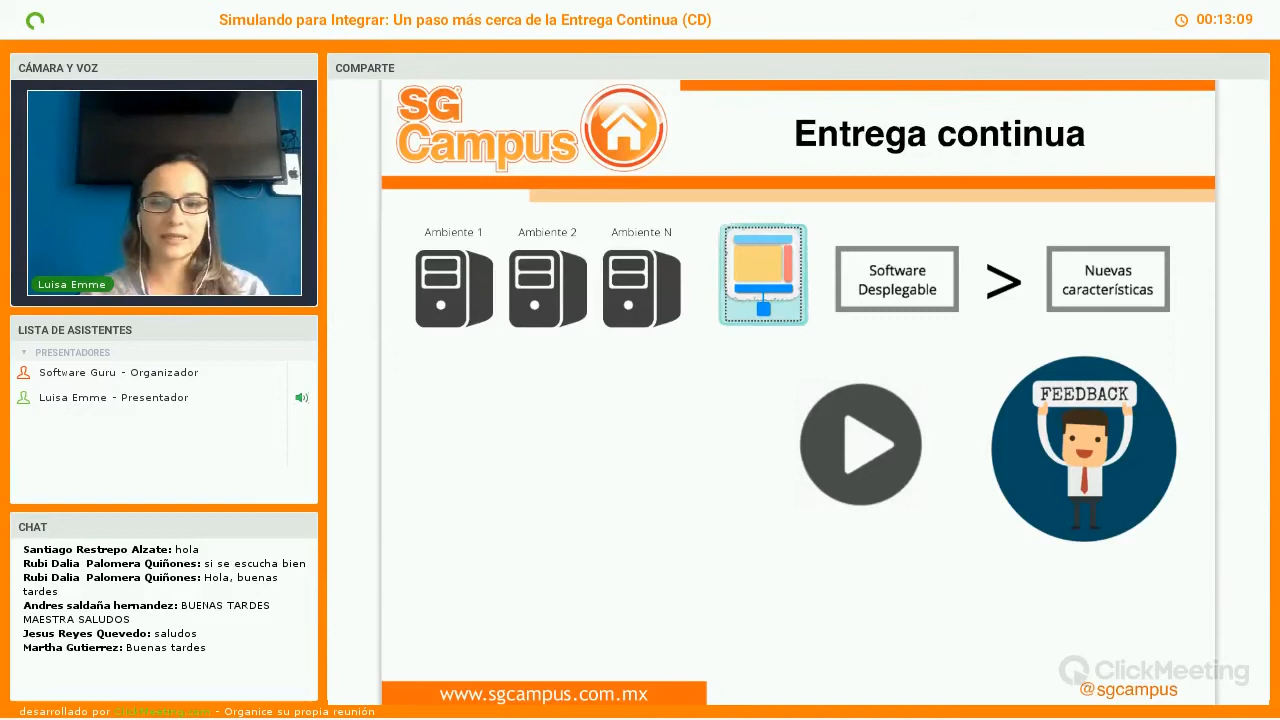 Simulando para Integrar: Un paso más cerca de la Entrega Continua (CD)
00:13:09
CÁMARA Y VOZ
Luisa Emme
LISTA DE ASISTENTES
PRESENTADORES
Software Guru - Organizador
Luisa Emme - Presentador
CHAT
Santiago Restrepo Alzate: hola
Rubi Dalia Palomera Quiñones: si se escucha bien
Rubi Dalia Palomera Quiñones: Hola, buenas
tardes
Andres saldaña hernandez: BUENAS TARDES
MAESTRA SALUDOS
Jesus Reyes Quevedo: saludos
Martha Gutierrez: Buenas tardes
COMPARTE
SG
Campus
Entrega continua
Ambiente 1
Ambiente 2
Ambiente N
Software
Desplegable
>
Nuevas
características
FEEDBACK
ClickMeeting
www.sgcampus.com.mx
@sgcampus
desarrollado por ClickMeeting.com - Organice su propia reunión